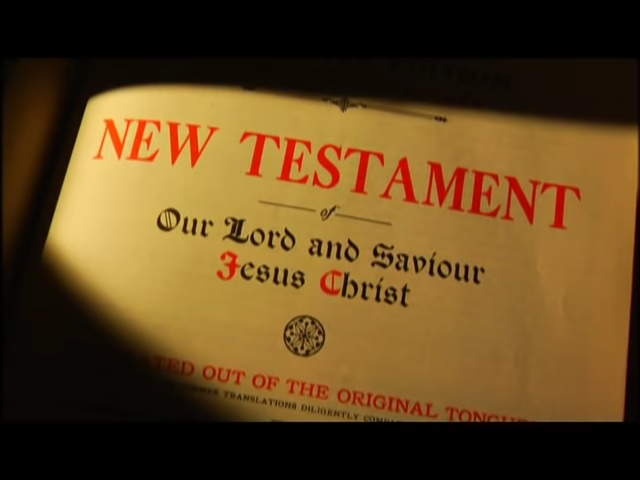 NEW TESTAMENT
of
Our Lord and Saviour
Jesus Christ
OUT OF THE ORIGINAL
TRANSLATIONS DILIGENTLY